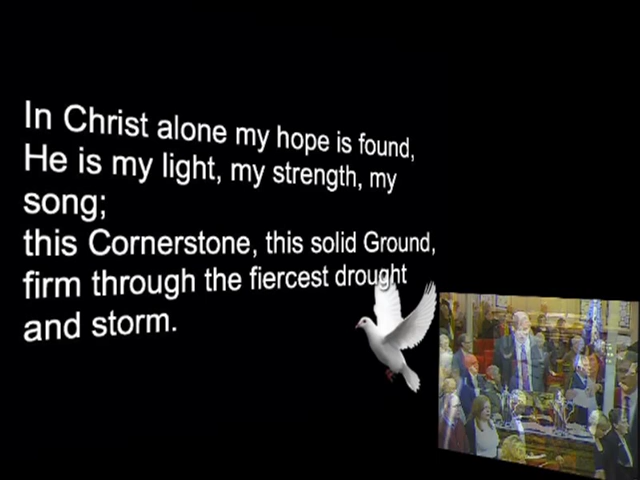 In Christ alone my hope is found,
He is my light, my strength, my
song;
this Cornerstone, this solid Ground,
firm through the fiercest drought
and storm.